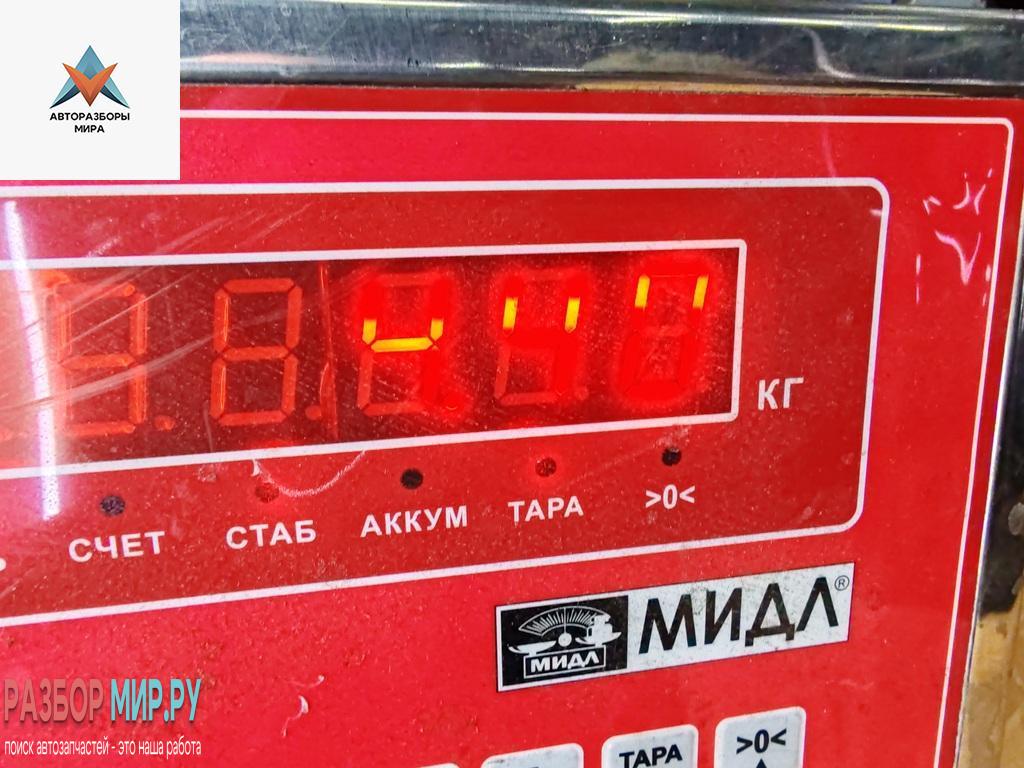 АВТОРАЗБОРЫ
МИРА
КГ
СЧЕТ
СТАБ
АККУМ
ТАРА
>0<
МИДЛ®
МИДЛ
ТАРА
>0<
РАЗБОР МИР.РУ
поиск автозапчастей - это наша работа